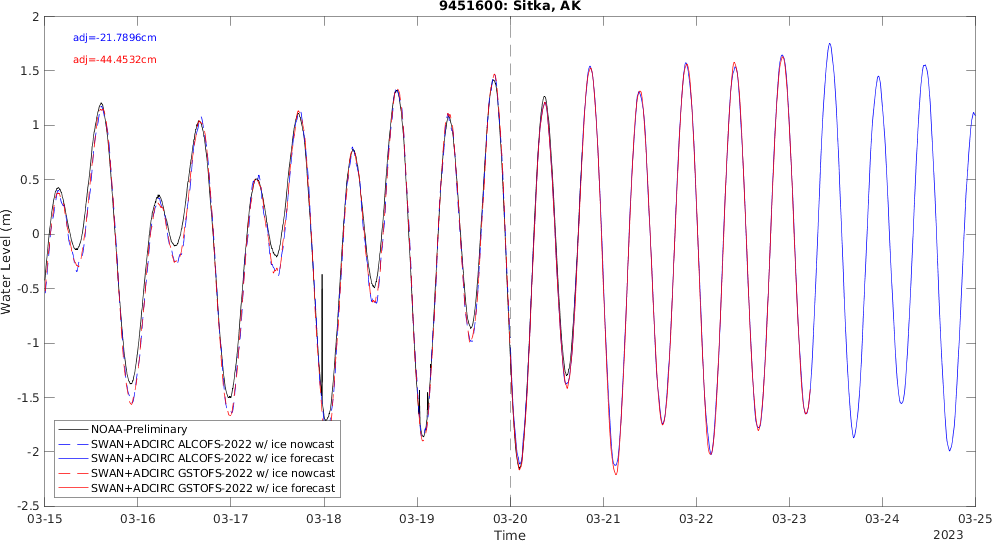 9451600: Sitka, AK
adj=-21.7896cm
adj=-44.4532cm
Water Level (m)
2
1.5
1
0.5
0
-0.5
-1
-1.5
-2
-2.5
NOAA-Preliminary
SWAN+ADCIRC ALCOFS-2022 w/ ice nowcast
SWAN+ADCIRC ALCOFS-2022 w/ ice forecast
SWAN+ADCIRC GSTOFS-2022 w/ ice nowcast
SWAN+ADCIRC GSTOFS-2022 w/ ice forecast
03-15 03-16 03-17 03-18 03-19 03-20 03-21 03-22 03-23 03-24 03-25
Time
2023